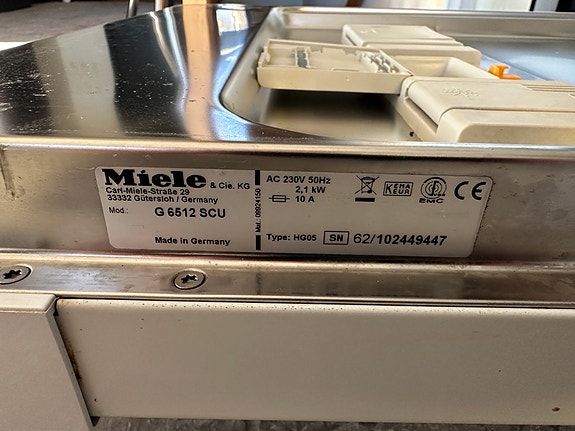 Miele & Cie. KG
Carl-Miele-Straße 29
33332 Gütersloh / Germany
Mod.: G 6512 SCU
Made in Germany
Mat.: 09924150
AC 230V 50Hz
2,1 kW
10 A
KEMA
KEUR
EMC
CE
Type: HG05 SN 62/102449447